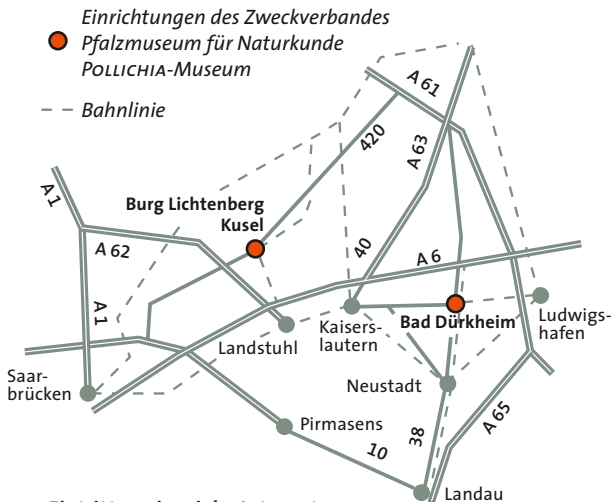 Einrichtungen des Zweckverbandes
Pfalzmuseum für Naturkunde
POLLICHIA-Museum
Bahnlinie
A 61
420
A 63
A 1
Burg Lichtenberg
Kusel
A 62
40
A 6
A 1
Kaisers-
lautern
Bad Dürkheim
Ludwigs-
hafen
Landstuhl
Saar-
brücken
Neustadt
Pirmasens
38
A 65
10
Landau